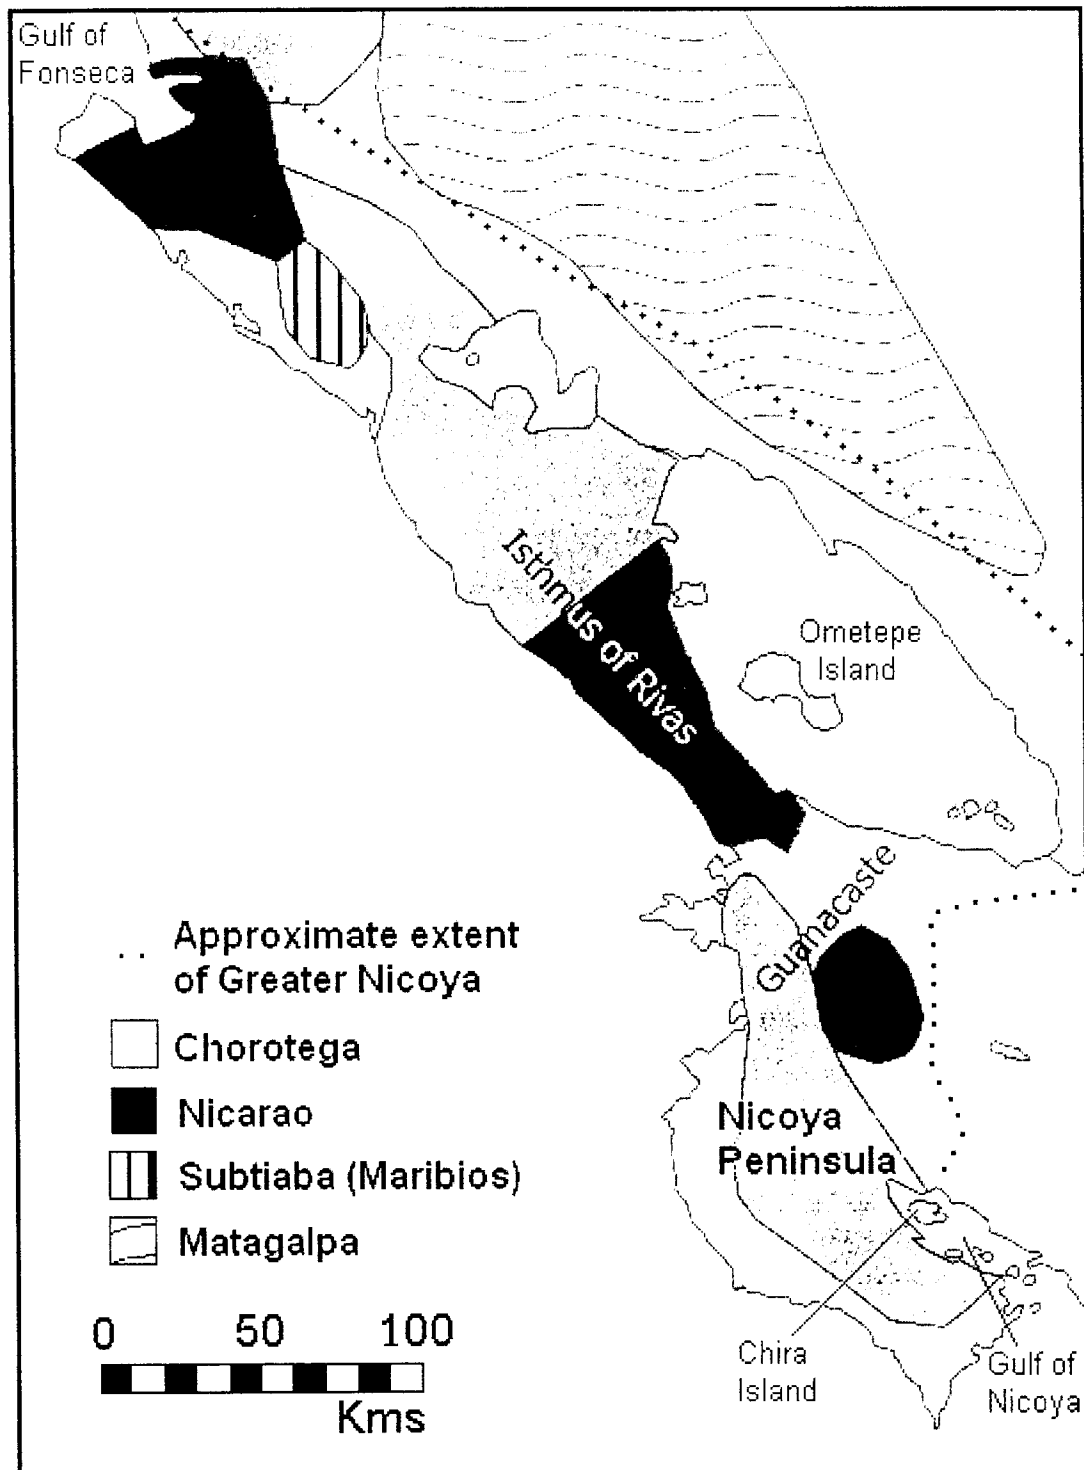 Gulf of
Fonseca
Isthmus of Rivas
Ometepe
Island
Guanacaste
Approximate extent
of Greater Nicoya
Chorotega
Nicarao
Subtiaba (Maribios)
Matagalpa
Nicoya
Peninsula
0 50 100
Kms
Chira
Island
Gulf of
Nicoya